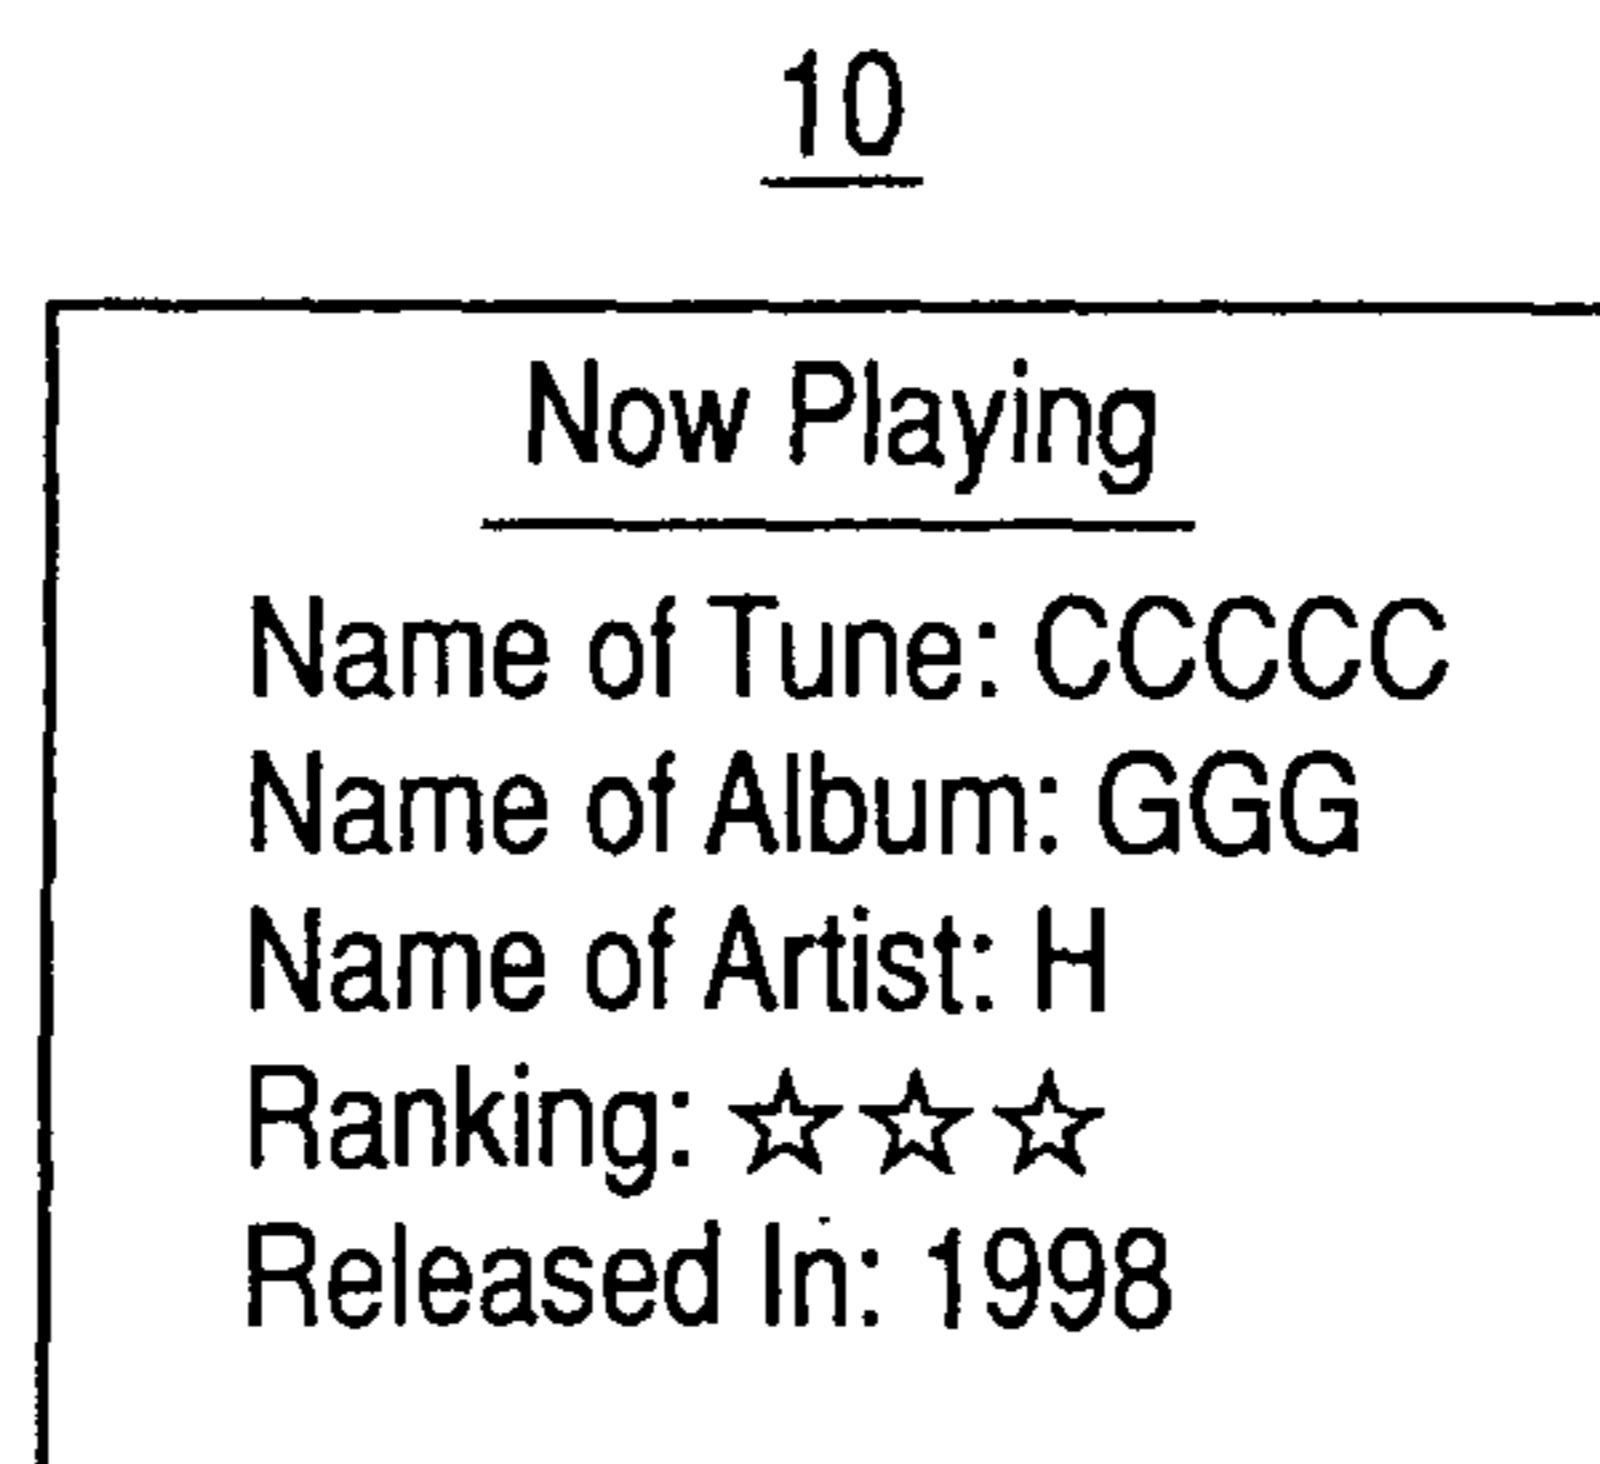 10
Now Playing
Name of Tune: CCCCC
Name of Album: GGG
Name of Artist: H
Ranking: ☆☆☆
Released In: 1998